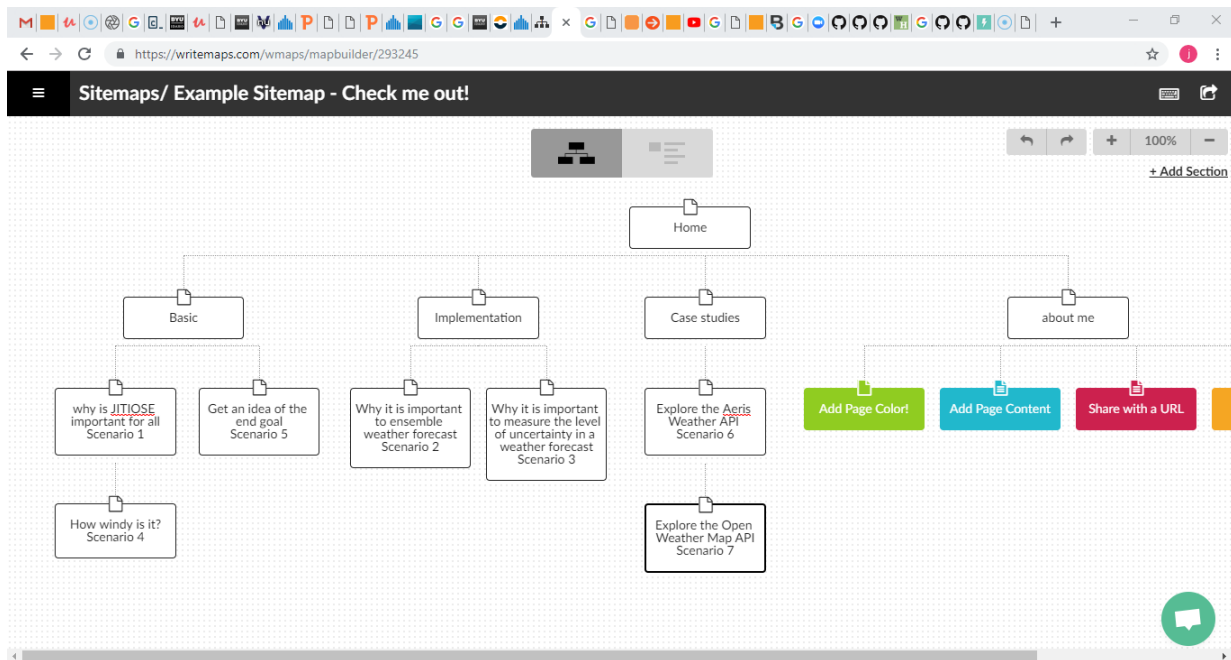 https://writemaps.com/wmaps/mapbuilder/293245
Sitemaps/ Example Sitemap - Check me out!
100%
+ Add Section
Home
Basic
Implementation
Case studies
about me
why is JITIOSE
important for all
Scenario 1
Get an idea of the
end goal
Scenario 5
Why it is important
to ensemble
weather forecast
Scenario 2
Why it is important
to measure the level
of uncertainty in a
weather forecast
Scenario 3
Explore the Aeris
Weather API
Scenario 6
Add Page Color!
Add Page Content
Share with a URL
How windy is it?
Scenario 4
Explore the Open
Weather Map API
Scenario 7